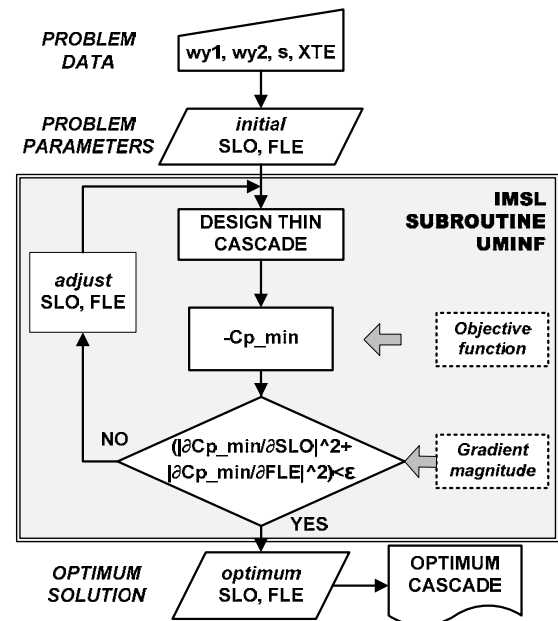 PROBLEM
DATA
wy1, wy2, s, XTE
PROBLEM
PARAMETERS
initial
SLO, FLE
IMSL
SUBROUTINE
UMINF
DESIGN THIN
CASCADE
adjust
SLO, FLE
-Cp_min
Objective
function
NO
(|∂Cp_min/∂SLO|^2+
|∂Cp_min/∂FLE|^2)<ε
Gradient
magnitude
YES
OPTIMUM
SOLUTION
optimum
SLO, FLE
OPTIMUM
CASCADE